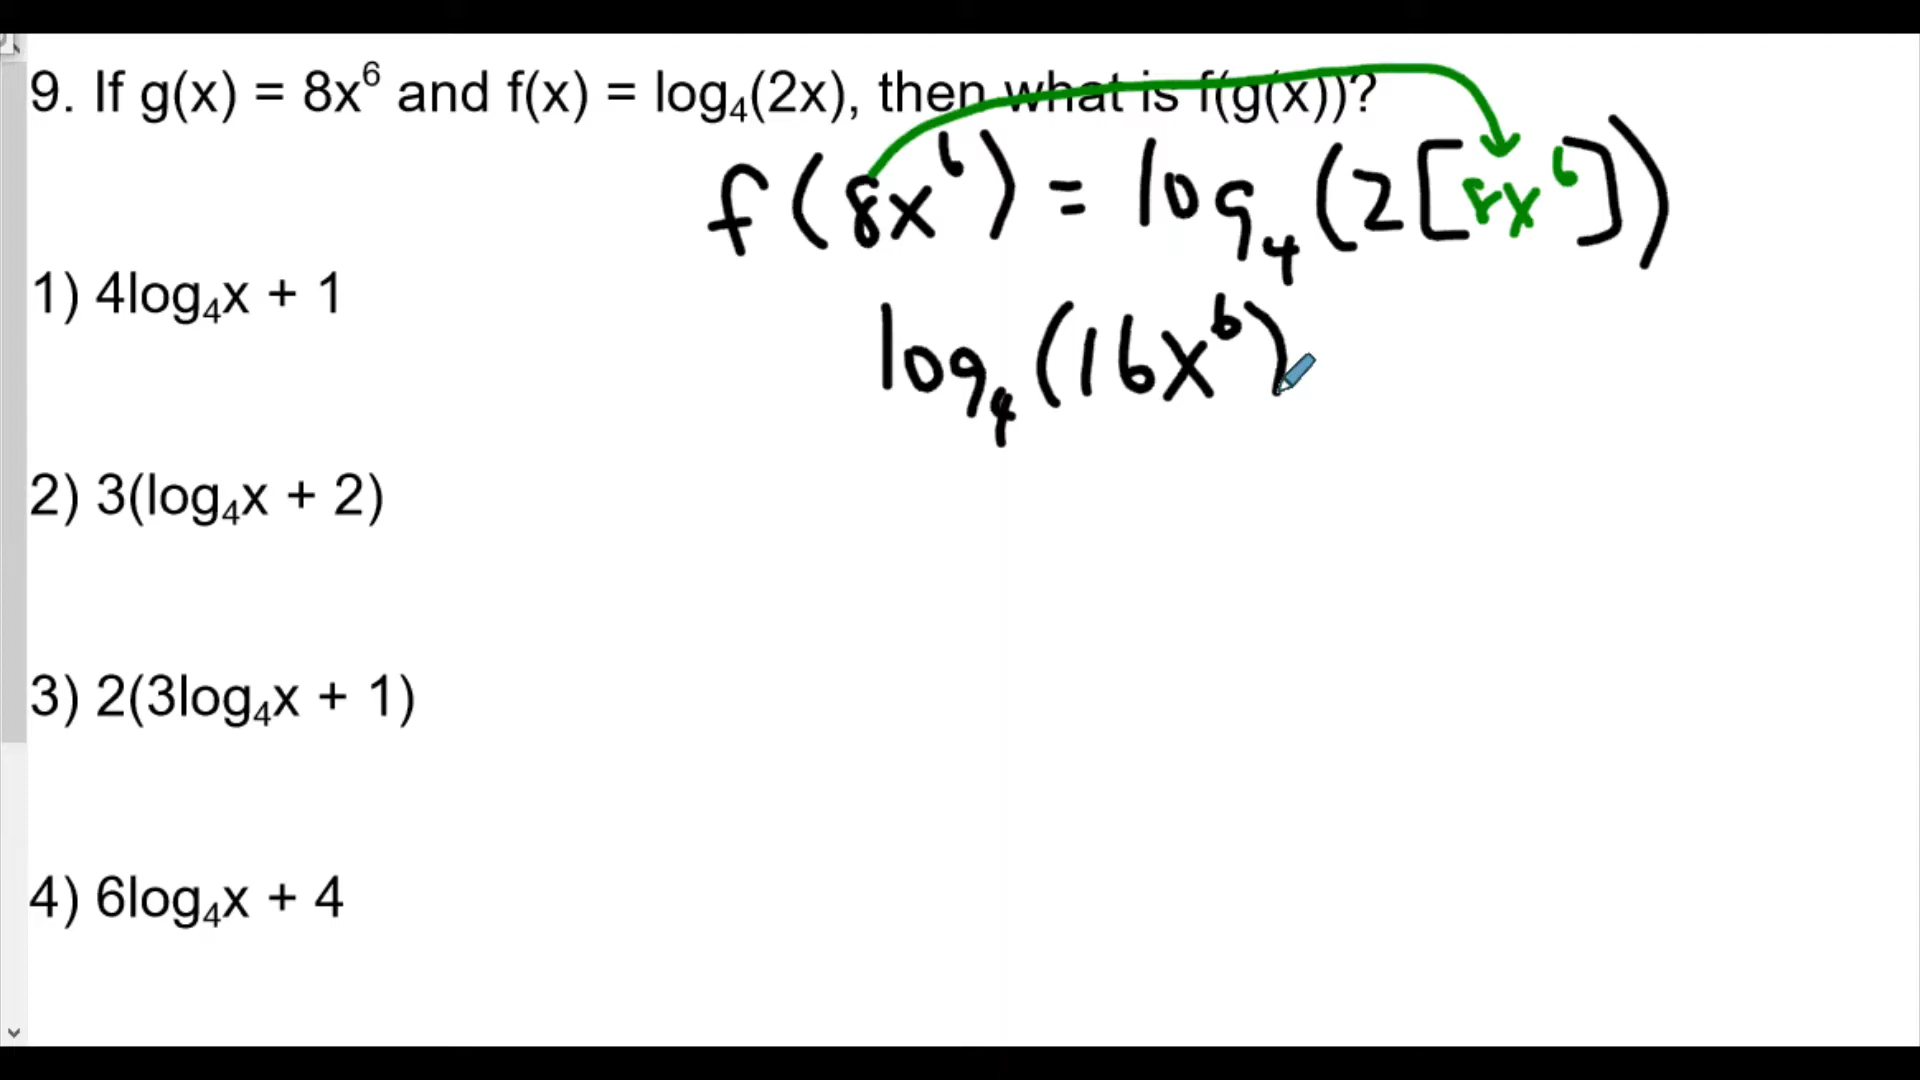 9. If g(x) = 8x⁶ and f(x) = log₄(2x), then what is f(g(x))?
f(8x⁶) = log₄(2[8x⁶])
1) 4log₄x + 1
log₄(16x⁶)
2) 3(log₄x + 2)
3) 2(3log₄x + 1)
4) 6log₄x + 4